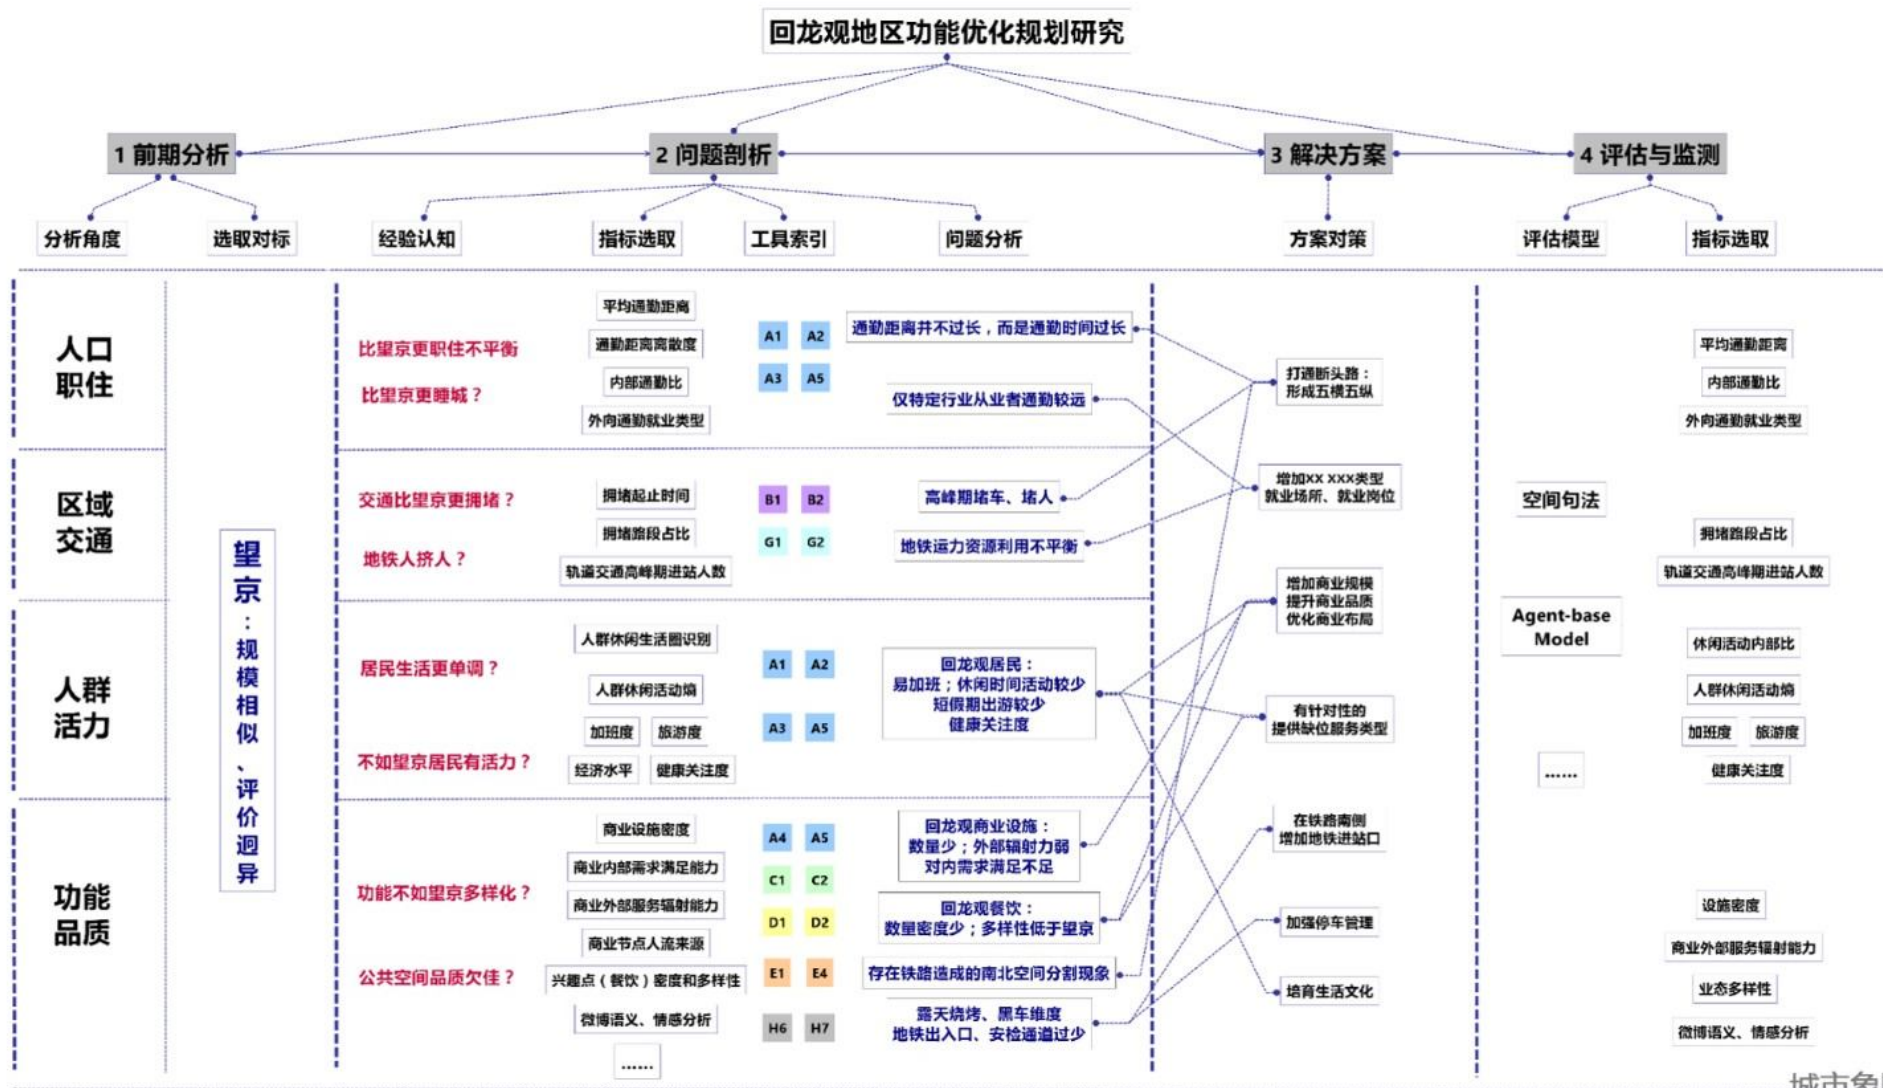 回龙观地区功能优化规划研究
1 前期分析
2 问题剖析
3 解决方案
4 评估与监测
分析角度
选取对标
经验认知
指标选取
工具索引
问题分析
方案对策
评估模型
指标选取
人口
职住
望京：规模相似、评价迥异
比望京更职住不平衡
比望京更睡城？
平均通勤距离
通勤距离离散度
内部通勤比
外向通勤就业类型
A1 A2
A3 A5
通勤距离并不过长，而是通勤时间过长
仅特定行业从业者通勤较远
打通断头路：
形成五横五纵
平均通勤距离
内部通勤比
外向通勤就业类型
区域
交通
交通比望京更拥堵？
地铁人挤人？
拥堵起止时间
拥堵路段占比
轨道交通高峰期进站人数
B1 B2
G1 G2
高峰期堵车、堵人
地铁运力资源利用不平衡
增加XX XXX类型
就业场所、就业岗位
空间句法
拥堵路段占比
轨道交通高峰期进站人数
人群
活力
居民生活更单调？
不如望京居民有活力？
人群休闲生活圈识别
人群休闲活动熵
加班度 旅游度
经济水平 健康关注度
A1 A2
A3 A5
回龙观居民：
易加班；休闲时间活动较少
短假期出游较少
健康关注度
增加商业规模
提升商业品质
优化商业布局
有针对性的
提供缺位服务类型
Agent-base
Model
……
休闲活动内部比
人群休闲活动熵
加班度 旅游度
健康关注度
功能
品质
功能不如望京多样化？
公共空间品质欠佳？
商业设施密度
商业内部需求满足能力
商业外部服务辐射能力
商业节点人流来源
兴趣点（餐饮）密度和多样性
微博语义、情感分析
……
A4 A5
C1 C2
D1 D2
E1 E4
H6 H7
回龙观商业设施：
数量少；外部辐射力弱
对内需求满足不足
回龙观餐饮：
数量密度少；多样性低于望京
存在铁路造成的南北空间分割现象
露天烧烤、黑车维度
地铁出入口、安检通道过少
在铁路南侧
增加地铁进站口
加强停车管理
培育生活文化
设施密度
商业外部服务辐射能力
业态多样性
微博语义、情感分析